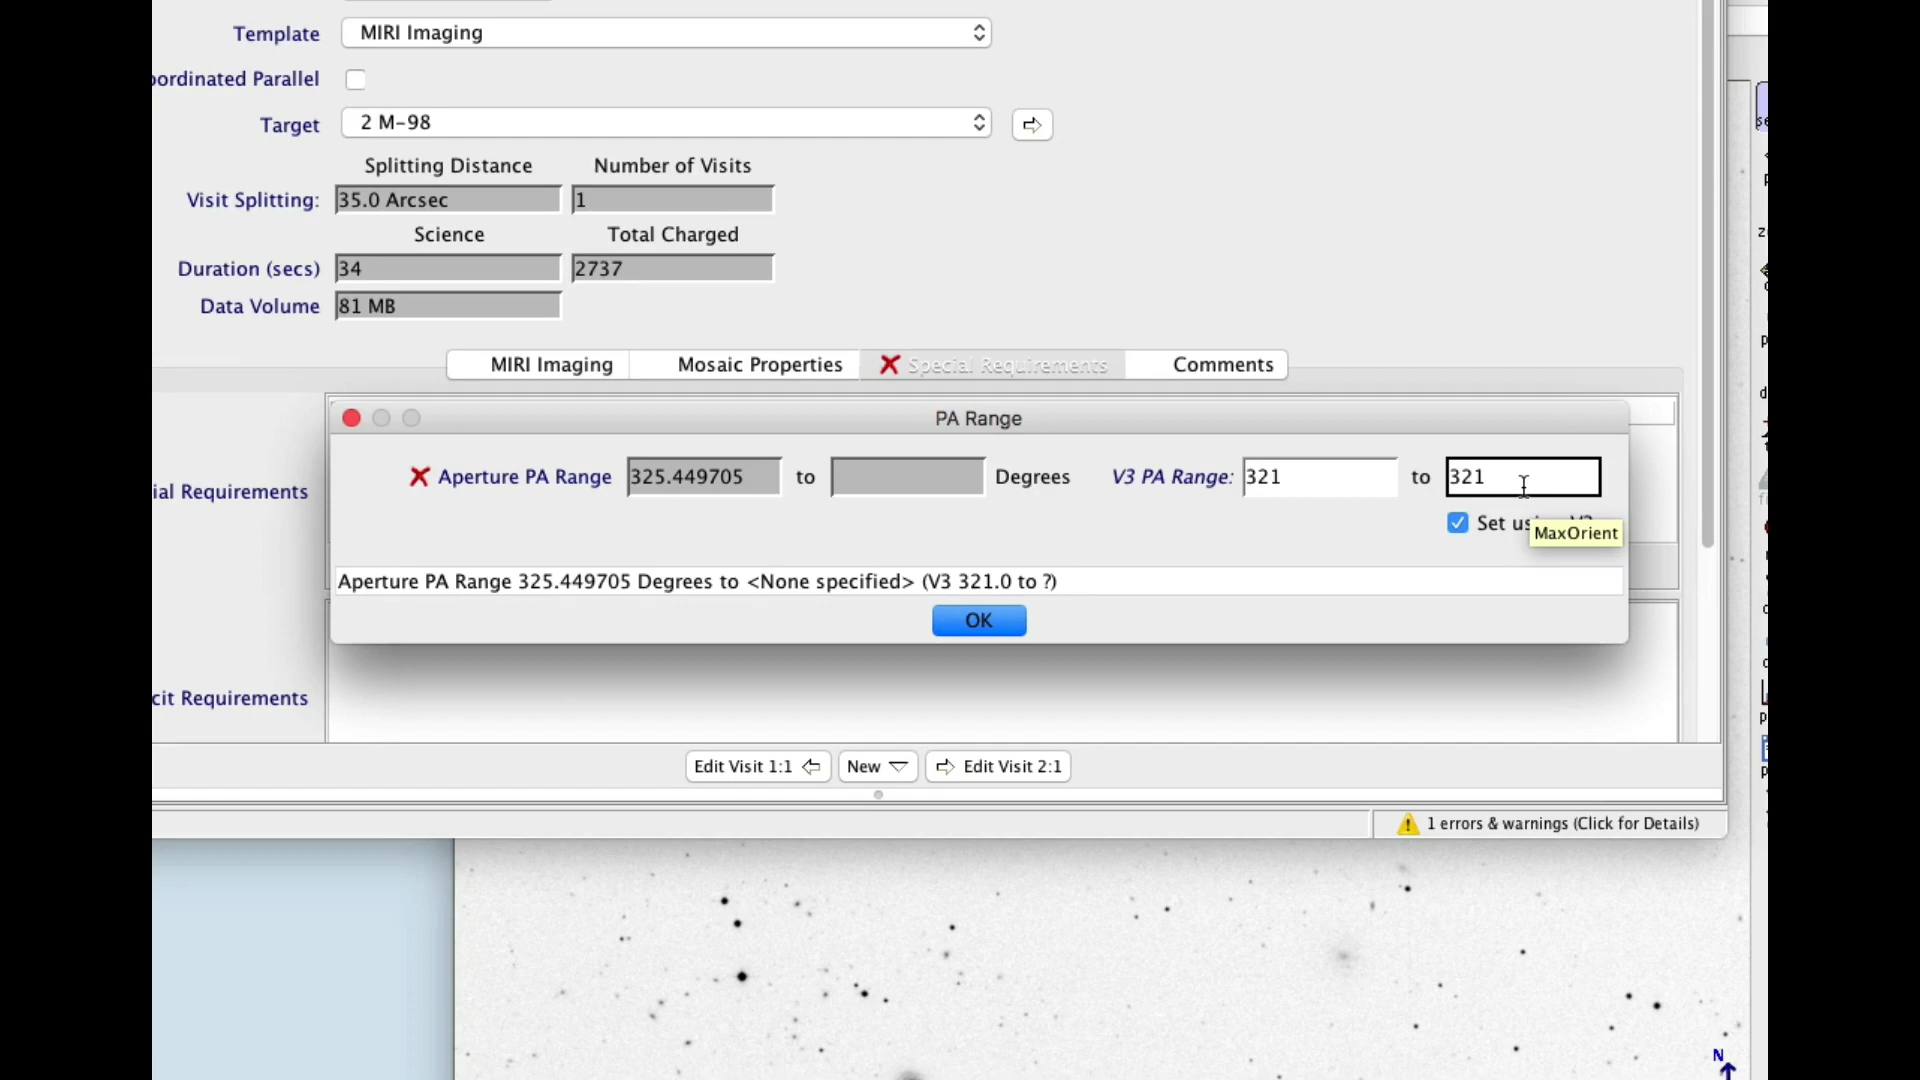 Template MIRI Imaging
oordinated Parallel
Target 2 M-98
Splitting Distance Number of Visits
Visit Splitting: 35.0 Arcsec 1
Science Total Charged
Duration (secs) 34 2737
Data Volume 81 MB
MIRI Imaging Mosaic Properties Special Requirements Comments
PA Range
Aperture PA Range 325.449705 to Degrees V3 PA Range: 321 to 321
Set us
MaxOrient
ial Requirements
Aperture PA Range 325.449705 Degrees to <None specified> (V3 321.0 to ?)
OK
cit Requirements
Edit Visit 1:1 New Edit Visit 2:1
1 errors & warnings (Click for Details)
N